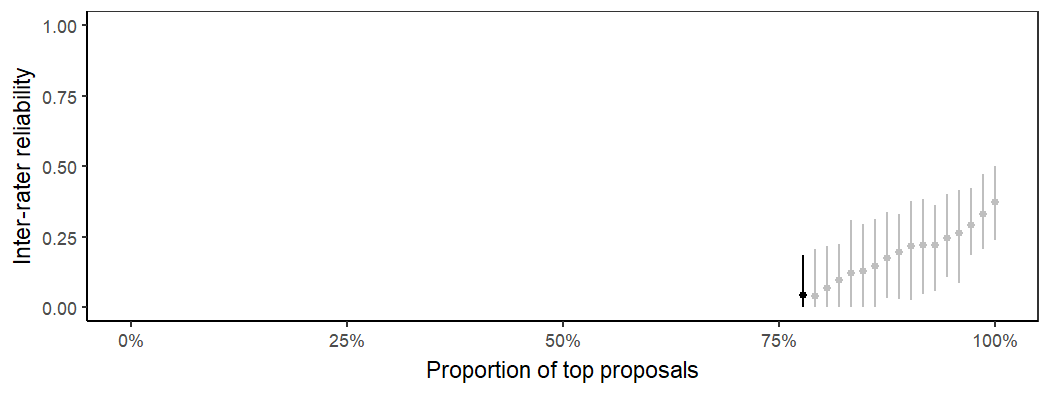 1.00
0.75
0.50
0.25
0.00
Inter-rater reliability
0% 25% 50% 75% 100%
Proportion of top proposals